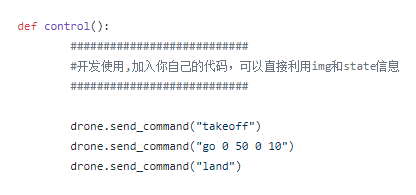 def control():
###########################
#开发使用,加入你自己的代码，可以直接利用img和state信息
###########################
drone.send_command("takeoff")
drone.send_command("go 0 50 0 10")
drone.send_command("land")